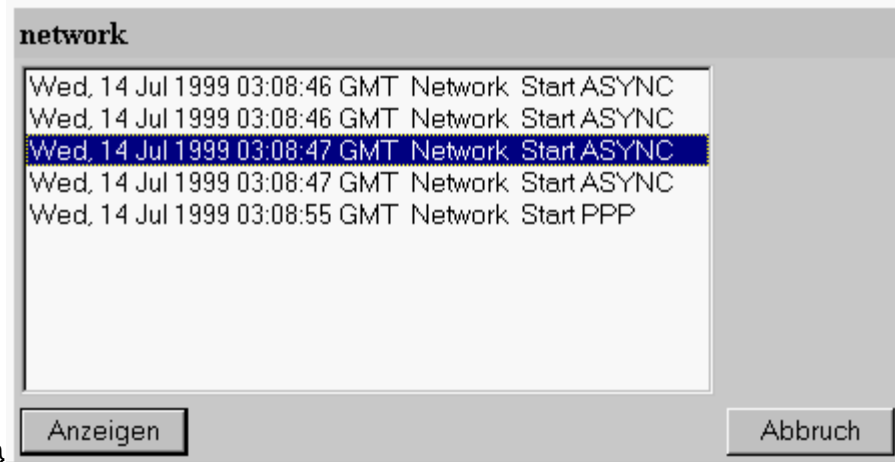 network
Wed, 14 Jul 1999 03:08:46 GMT Network Start ASYNC
Wed, 14 Jul 1999 03:08:46 GMT Network Start ASYNC
Wed, 14 Jul 1999 03:08:47 GMT Network Start ASYNC
Wed, 14 Jul 1999 03:08:47 GMT Network Start ASYNC
Wed, 14 Jul 1999 03:08:55 GMT Network Start PPP
Anzeigen
Abbruch